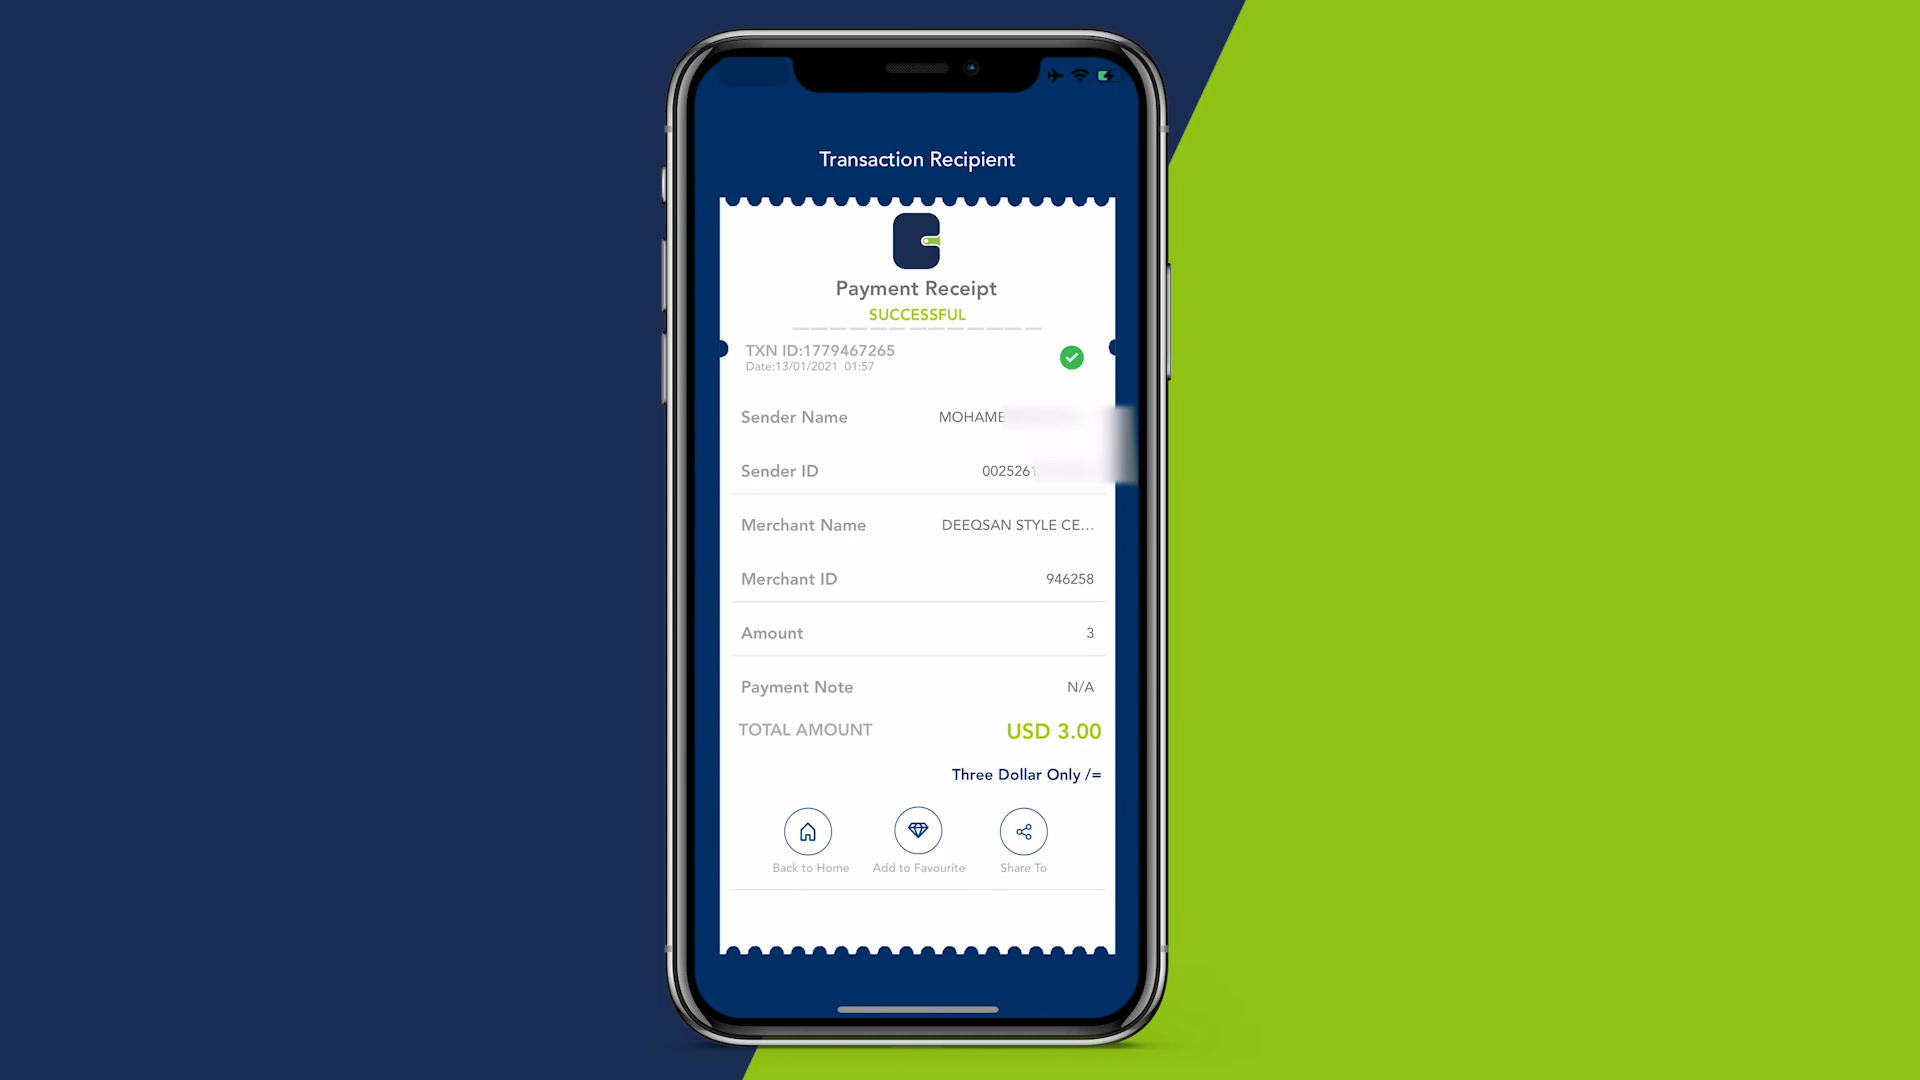 Transaction Recipient
Payment Receipt
SUCCESSFUL
TXN ID:1779467265
Date:13/01/2021 01:57
Sender Name MOHAME
Sender ID 0025261
Merchant Name DEEQSAN STYLE CE...
Merchant ID 946258
Amount 3
Payment Note N/A
TOTAL AMOUNT USD 3.00
Three Dollar Only /=
Back to Home Add to Favourite Share To